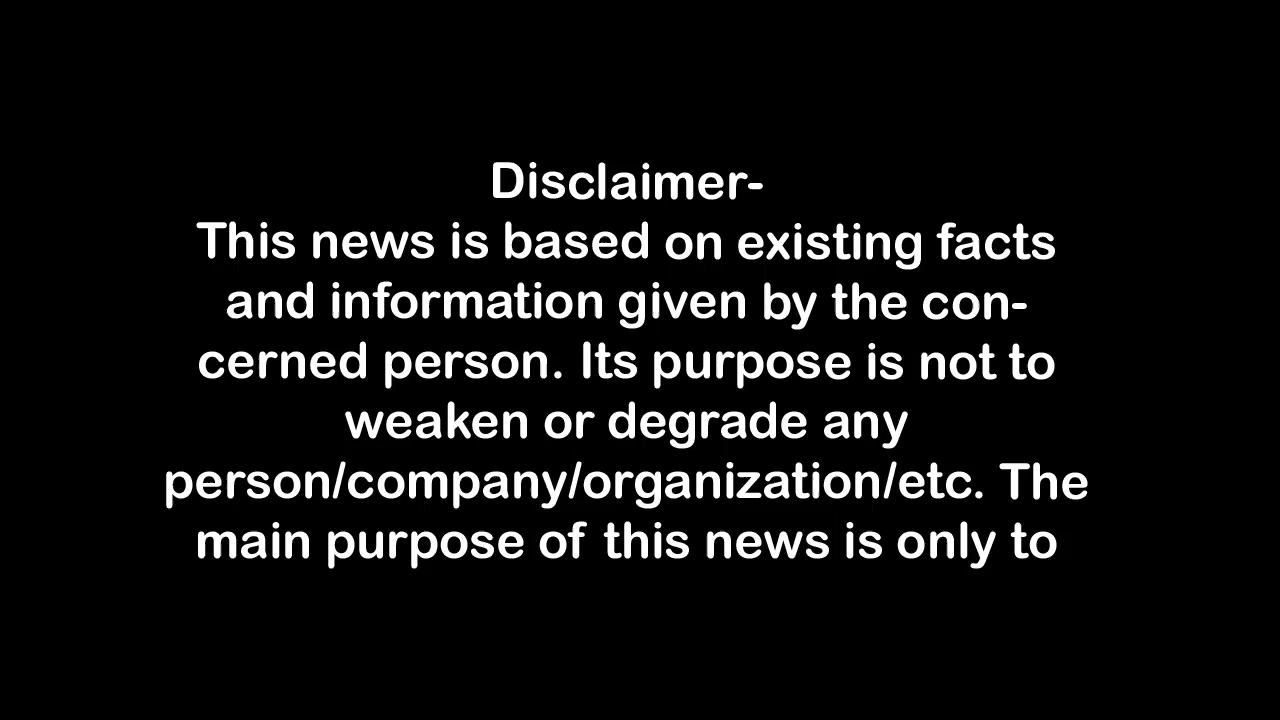 Disclaimer-
This news is based on existing facts
and information given by the con-
cerned person. Its purpose is not to
weaken or degrade any
person/company/organization/etc. The
main purpose of this news is only to